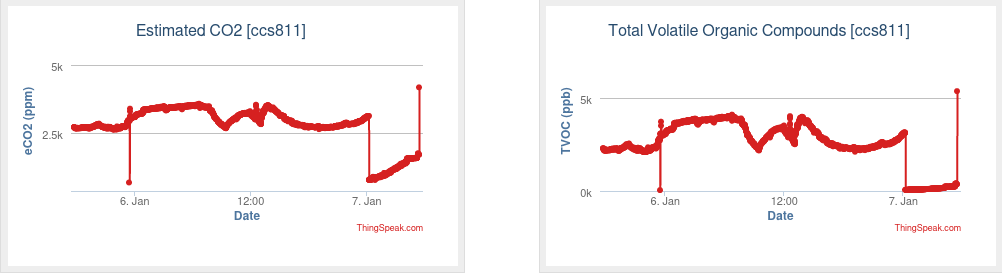 Estimated CO2 [ccs811]
5k
2.5k
eCO2 (ppm)
6. Jan
12:00
7. Jan
Date
ThingSpeak.com
Total Volatile Organic Compounds [ccs811]
5k
0k
TVOC (ppb)
6. Jan
12:00
7. Jan
Date
ThingSpeak.com